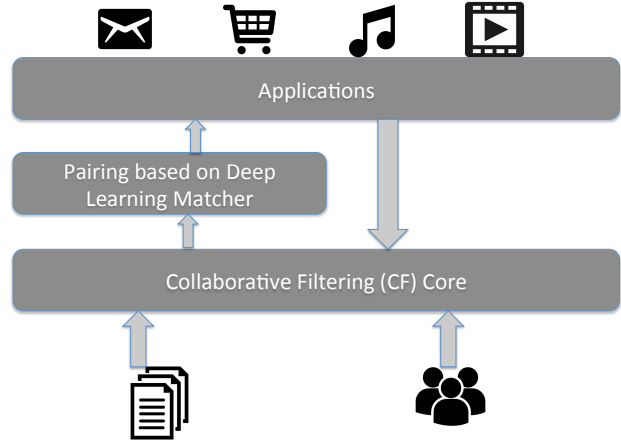 Applications
Pairing based on Deep
Learning Matcher
Collaborative Filtering (CF) Core